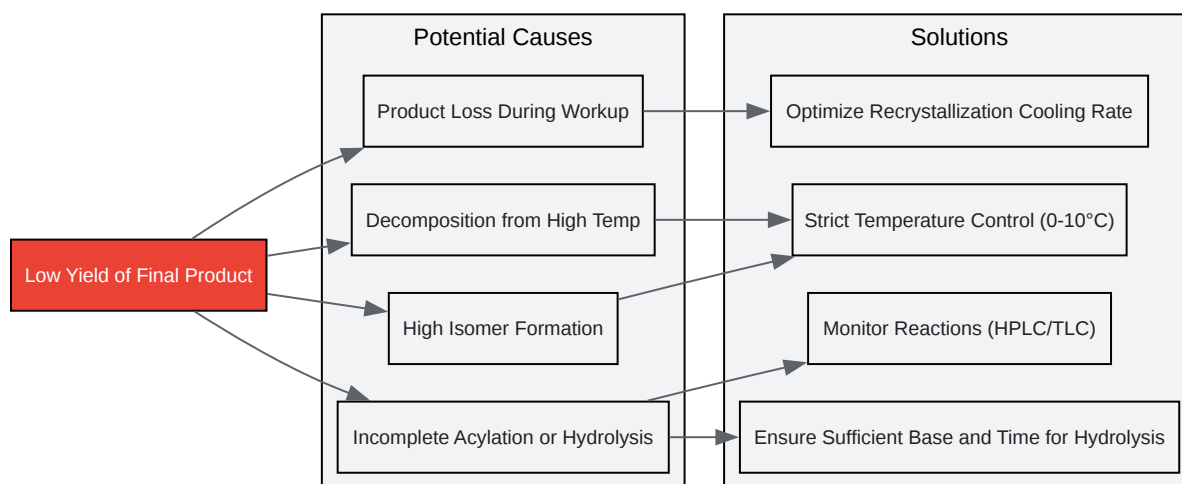 Potential Causes
Solutions
Product Loss During Workup
Optimize Recrystallization Cooling Rate
Decomposition from High Temp
Strict Temperature Control (0-10°C)
Low Yield of Final Product
High Isomer Formation
Monitor Reactions (HPLC/TLC)
Incomplete Acylation or Hydrolysis
Ensure Sufficient Base and Time for Hydrolysis